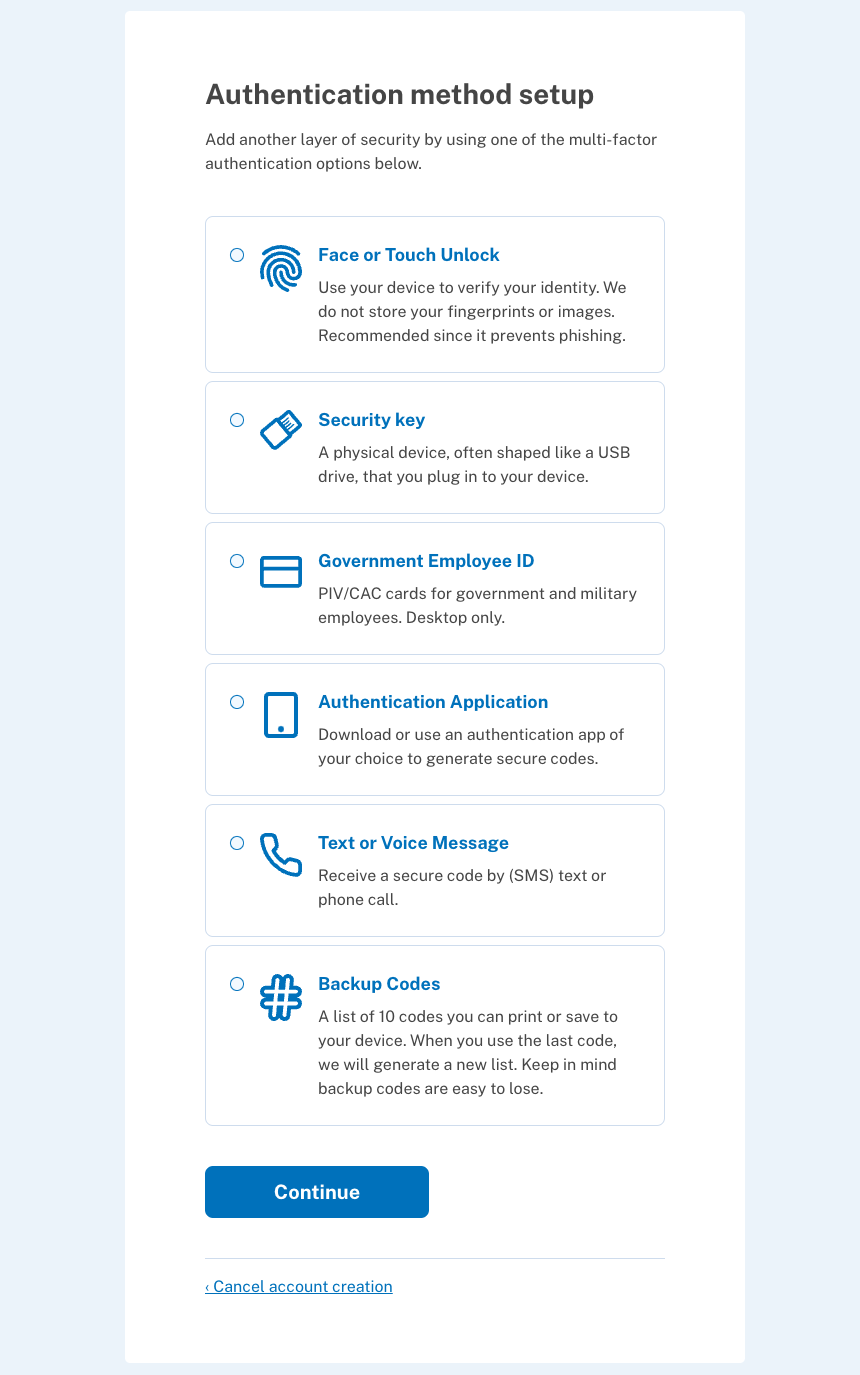 Authentication method setup
Add another layer of security by using one of the multi-factor
authentication options below.
Face or Touch Unlock
Use your device to verify your identity. We
do not store your fingerprints or images.
Recommended since it prevents phishing.
Security key
A physical device, often shaped like a USB
drive, that you plug in to your device.
Government Employee ID
PIV/CAC cards for government and military
employees. Desktop only.
Authentication Application
Download or use an authentication app of
your choice to generate secure codes.
Text or Voice Message
Receive a secure code by (SMS) text or
phone call.
Backup Codes
A list of 10 codes you can print or save to
your device. When you use the last code,
we will generate a new list. Keep in mind
backup codes are easy to lose.
Continue
‹ Cancel account creation